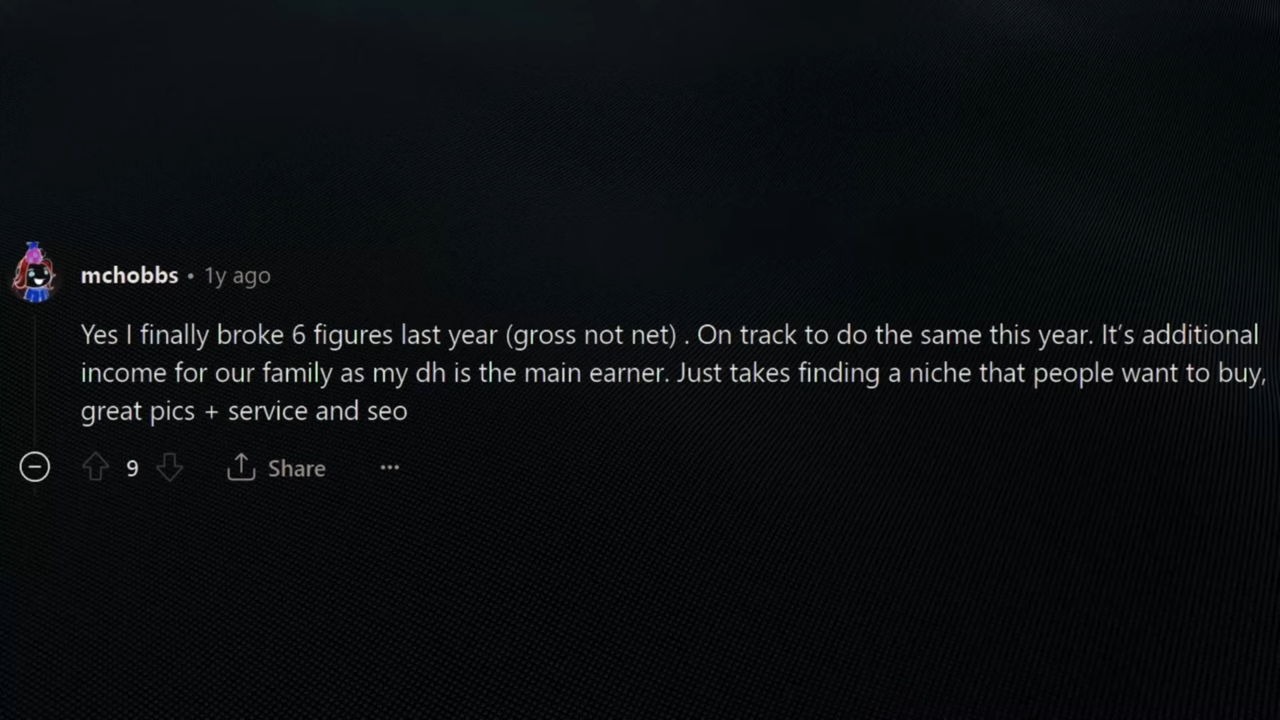 mchobbs • 1y ago
Yes I finally broke 6 figures last year (gross not net) . On track to do the same this year. It’s additional
income for our family as my dh is the main earner. Just takes finding a niche that people want to buy,
great pics + service and seo
9 Share ···